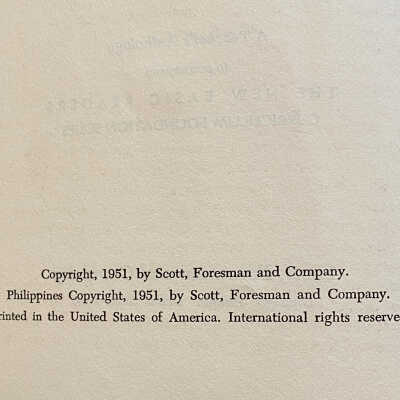 Copyright, 1951, by Scott, Foresman and Company.
Philippines Copyright, 1951, by Scott, Foresman and Company.
rinted in the United States of America. International rights reserve